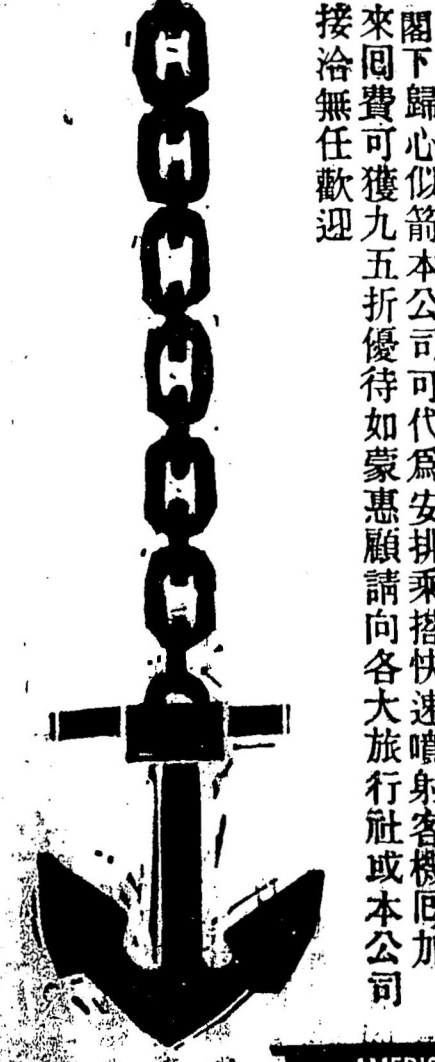 閣下歸心似箭本公司可代為安排乘搭快速噴射客機囘加
來囘費可獲九五折優待如蒙惠顧請向各大旅行社或本公司
接洽無任歡迎